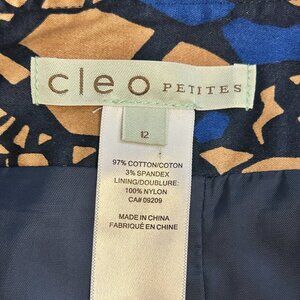 cleo PETITES
12
97% COTTON/COTON
3% SPANDEX
LINING/DOUBLURE:
100% NYLON
CA# 09209
MADE IN CHINA
FABRIQUÉ EN CHINE